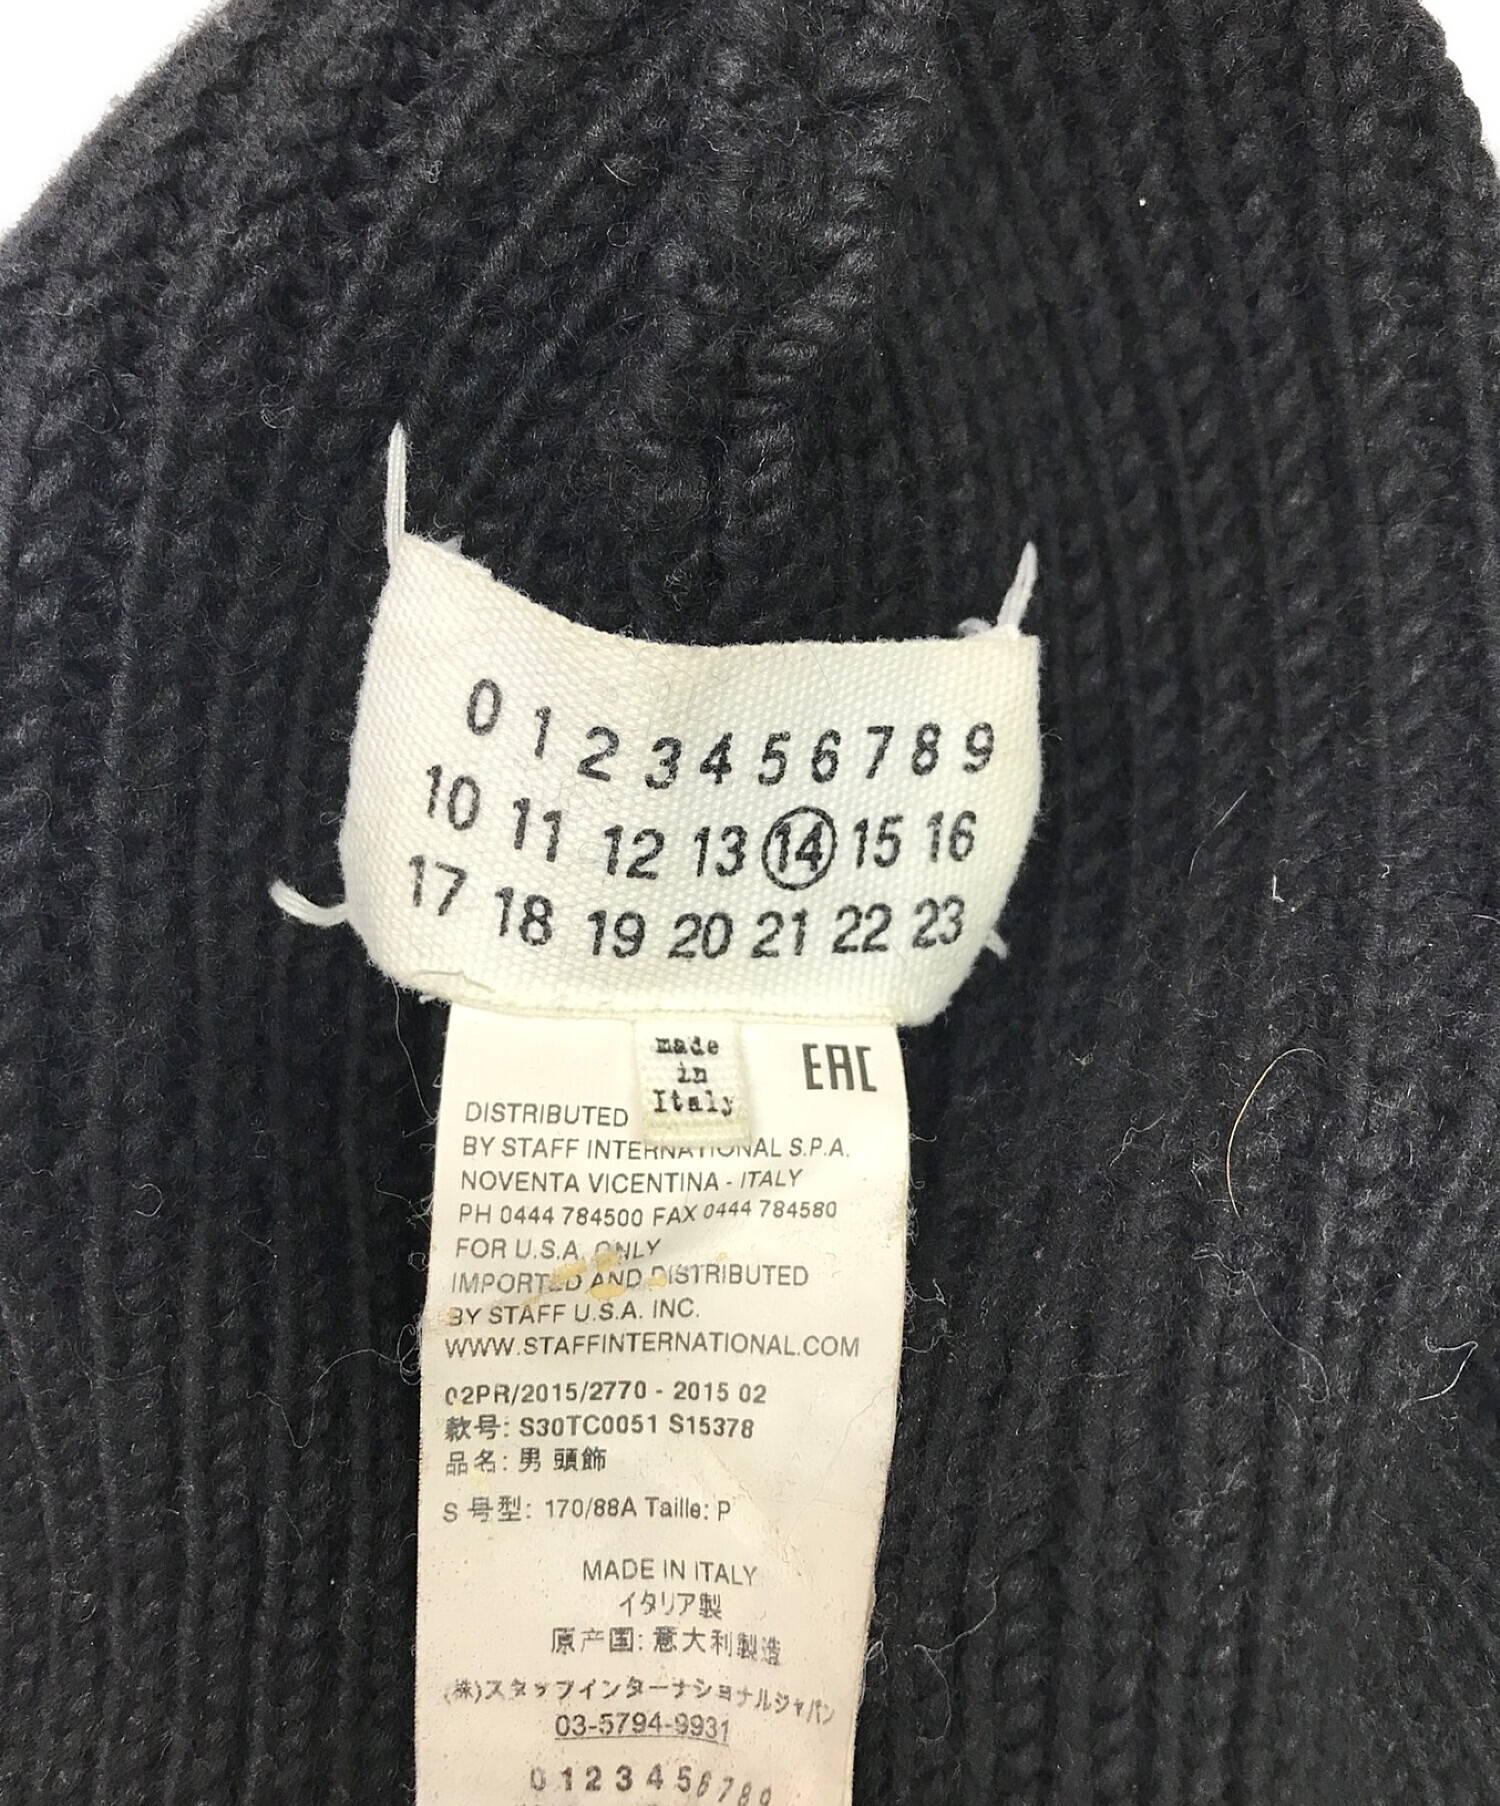 0 1 2 3 4 5 6 7 8 9
10 11 12 13 14 15 16
17 18 19 20 21 22 23
made
in
Italy
EAC
DISTRIBUTED
BY STAFF INTERNATIONAL S.P.A.
NOVENTA VICENTINA - ITALY
PH 0444 784500 FAX 0444 784580
FOR U.S.A. ONLY
IMPORTED AND DISTRIBUTED
BY STAFF U.S.A. INC.
WWW.STAFFINTERNATIONAL.COM
02PR/2015/2770 - 2015 02
款号: S30TC0051 S15378
品名: 男 頭飾
S 号型: 170/88A Taille: P
MADE IN ITALY
イタリア製
原产国: 意大利製造
(株)スタッフインターナショナルジャパン
03-5794-9931
0 1 2 3 4 5 6 7 8 9